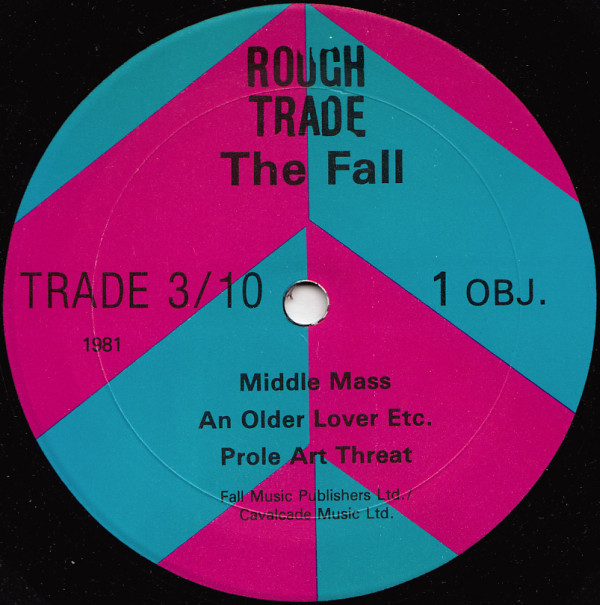 ROUGH
TRADE
The Fall
TRADE 3/10
1 OBJ.
1981
Middle Mass
An Older Lover Etc.
Prole Art Threat
Fall Music Publishers Ltd./
Cavalcade Music Ltd.